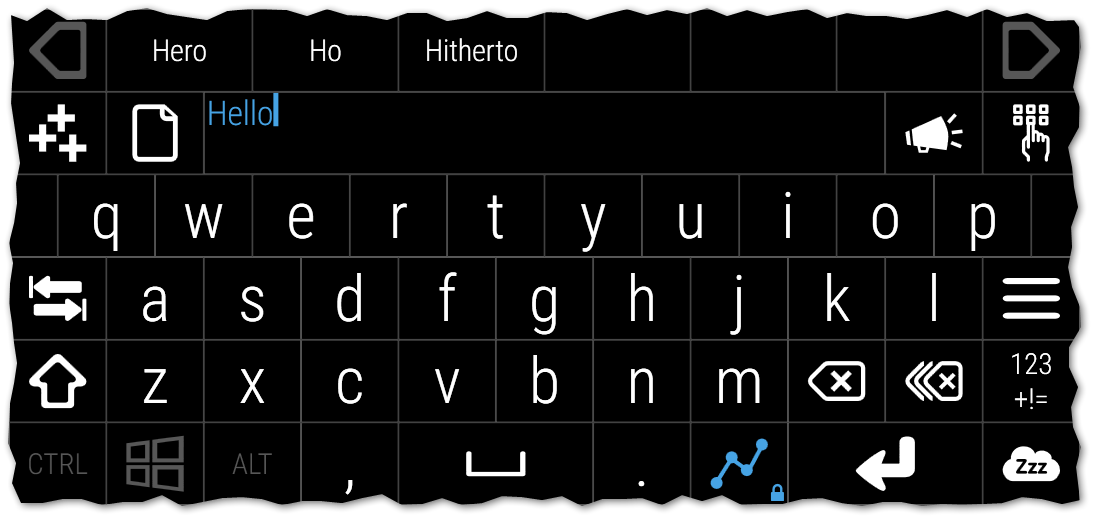 Hero Ho Hitherto
Hello
q w e r t y u i o p
a s d f g h j k l
z x c v b n m 123
+!=
CTRL ALT , . Zzz